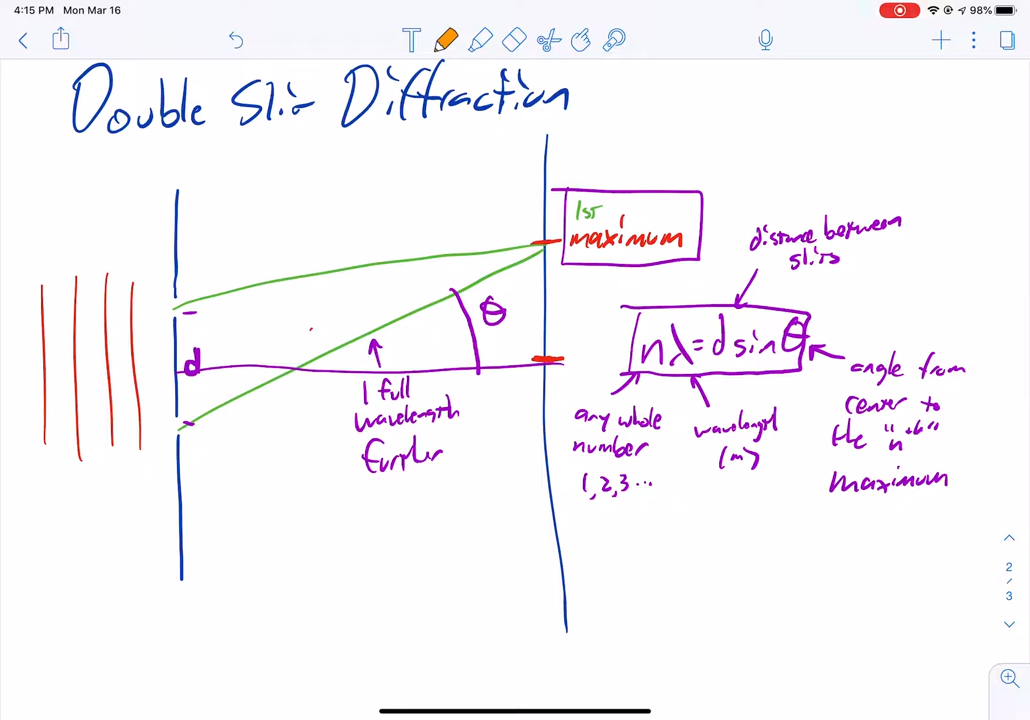 4:15 PM Mon Mar 16
98%
T
Double Slit Diffraction
1st
maximum
distance between
slits
θ
nλ=d sin θ
d
1 full
wavelength
further
any whole
number
1,2,3...
wavelength
(m)
angle from
center to
the "nth"
maximum
2
/
3